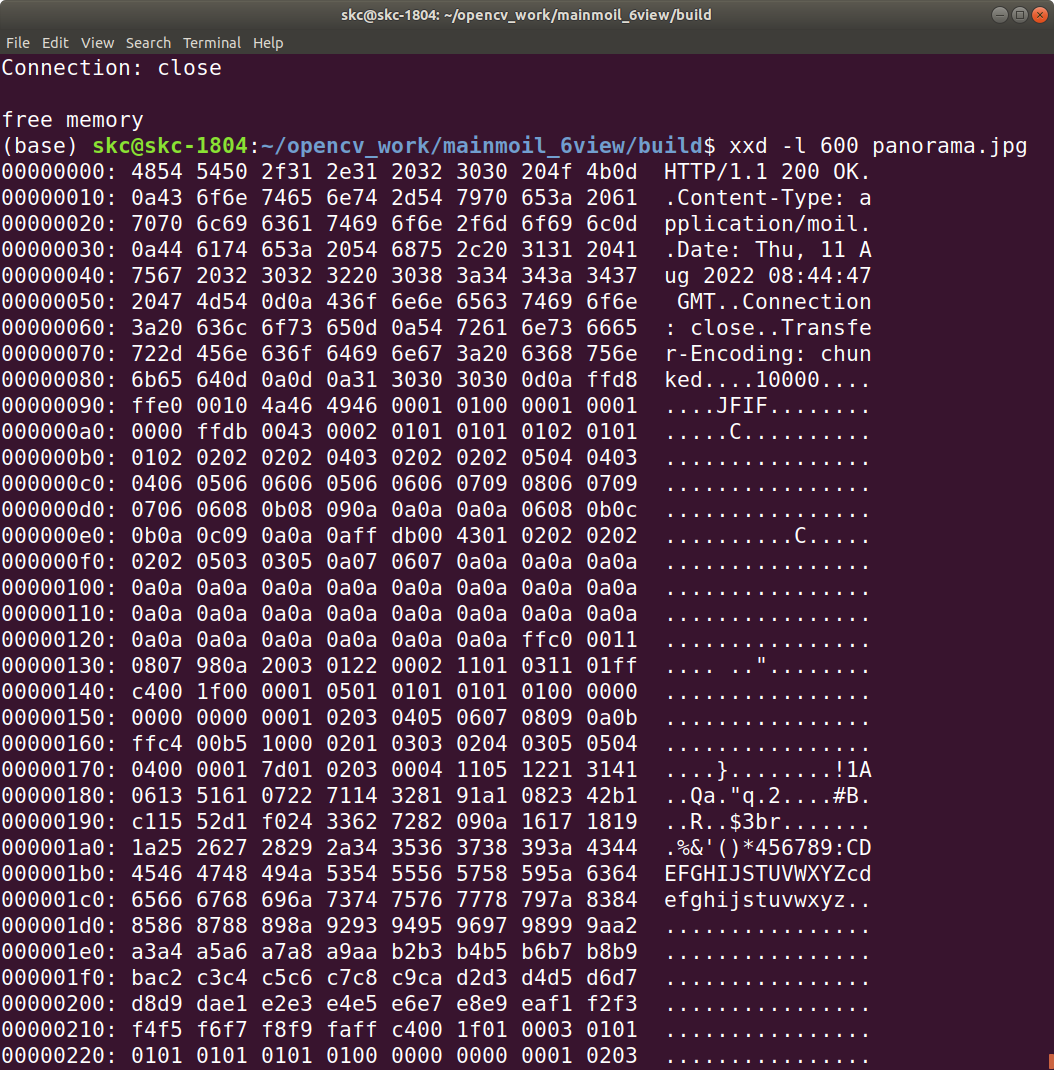 skc@skc-1804: ~/opencv_work/mainmoil_6view/build
File Edit View Search Terminal Help
Connection: close
free memory
(base) skc@skc-1804:~/opencv_work/mainmoil_6view/build$ xxd -l 600 panorama.jpg
00000000: 4854 5450 2f31 2e31 2032 3030 204f 4b0d  HTTP/1.1 200 OK.
00000010: 0a43 6f6e 7465 6e74 2d54 7970 653a 2061  .Content-Type: a
00000020: 7070 6c69 6361 7469 6f6e 2f6d 6f69 6c0d  pplication/moil.
00000030: 0a44 6174 653a 2054 6875 2c20 3131 2041  .Date: Thu, 11 A
00000040: 7567 2032 3032 3220 3038 3a34 343a 3437  ug 2022 08:44:47
00000050: 2047 4d54 0d0a 436f 6e6e 6563 7469 6f6e   GMT..Connection
00000060: 3a20 636c 6f73 650d 0a54 7261 6e73 6665  : close..Transfe
00000070: 722d 456e 636f 6469 6e67 3a20 6368 756e  r-Encoding: chun
00000080: 6b65 640d 0a0d 0a31 3030 3030 0d0a ffd8  ked....10000....
00000090: ffe0 0010 4a46 4946 0001 0100 0001 0001  ....JFIF........
000000a0: 0000 ffdb 0043 0002 0101 0101 0102 0101  .....C..........
000000b0: 0102 0202 0202 0403 0202 0202 0504 0403  ................
000000c0: 0406 0506 0606 0506 0606 0709 0806 0709  ................
000000d0: 0706 0608 0b08 090a 0a0a 0a0a 0608 0b0c  ................
000000e0: 0b0a 0c09 0a0a 0aff db00 4301 0202 0202  ..........C.....
000000f0: 0202 0503 0305 0a07 0607 0a0a 0a0a 0a0a  ................
00000100: 0a0a 0a0a 0a0a 0a0a 0a0a 0a0a 0a0a 0a0a  ................
00000110: 0a0a 0a0a 0a0a 0a0a 0a0a 0a0a 0a0a 0a0a  ................
00000120: 0a0a 0a0a 0a0a 0a0a 0a0a 0a0a ffc0 0011  ................
00000130: 0807 980a 2003 0122 0002 1101 0311 01ff  .... .."........
00000140: c400 1f00 0001 0501 0101 0101 0100 0000  ................
00000150: 0000 0000 0001 0203 0405 0607 0809 0a0b  ................
00000160: ffc4 00b5 1000 0201 0303 0204 0305 0504  ................
00000170: 0400 0001 7d01 0203 0004 1105 1221 3141  ....}........!1A
00000180: 0613 5161 0722 7114 3281 91a1 0823 42b1  ..Qa."q.2....#B.
00000190: c115 52d1 f024 3362 7282 090a 1617 1819  ..R..$3br.......
000001a0: 1a25 2627 2829 2a34 3536 3738 393a 4344  .%&'()*456789:CD
000001b0: 4546 4748 494a 5354 5556 5758 595a 6364  EFGHIJSTUVWXYZcd
000001c0: 6566 6768 696a 7374 7576 7778 797a 8384  efghijstuvwxyz..
000001d0: 8586 8788 898a 9293 9495 9697 9899 9aa2  ................
000001e0: a3a4 a5a6 a7a8 a9aa b2b3 b4b5 b6b7 b8b9  ................
000001f0: bac2 c3c4 c5c6 c7c8 c9ca d2d3 d4d5 d6d7  ................
00000200: d8d9 dae1 e2e3 e4e5 e6e7 e8e9 eaf1 f2f3  ................
00000210: f4f5 f6f7 f8f9 faff c400 1f01 0003 0101  ................
00000220: 0101 0101 0101 0100 0000 0000 0001 0203  ................